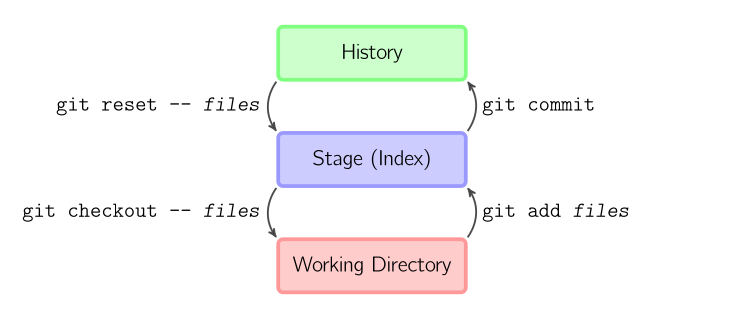 History
git reset -- files
git commit
Stage (Index)
git checkout -- files
git add files
Working Directory